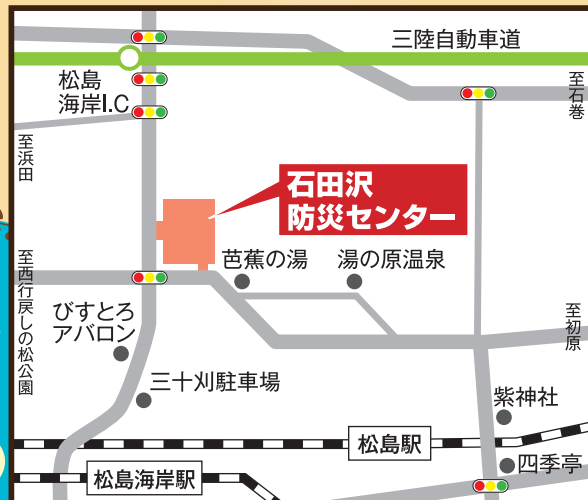 三陸自動車道
松島
海岸I.C
至石巻
至浜田
石田沢
防災センター
芭蕉の湯
湯の原温泉
至西行戻しの松公園
びすとろ
アバロン
至初原
三十刈駐車場
紫神社
松島駅
四季亭
松島海岸駅